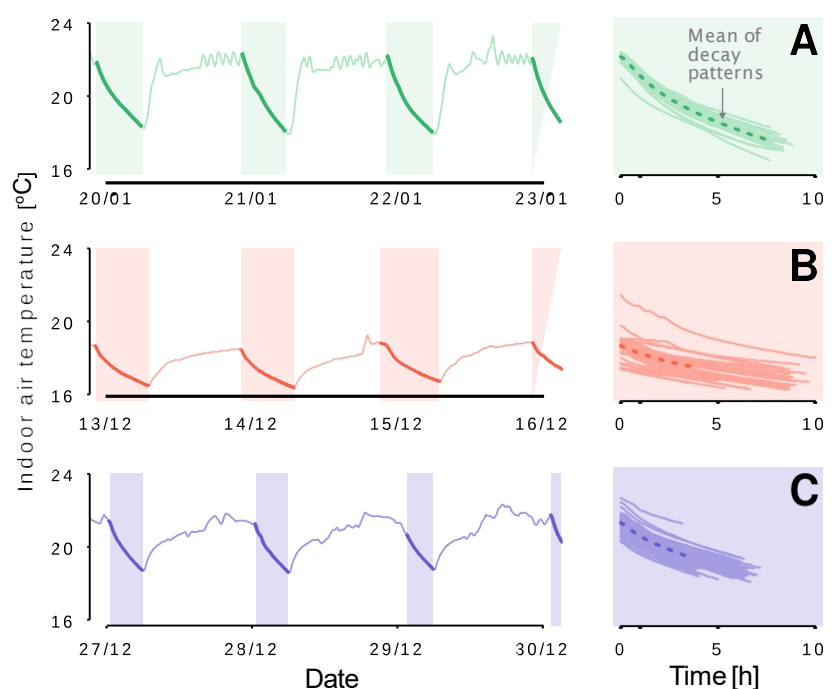 Indoor air temperature [ºC]
24
20
16
20/01 21/01 22/01 23/01
A
Mean of
decay
patterns
0 5 10
24
20
16
13/12 14/12 15/12 16/12
B
0 5 10
24
20
16
27/12 28/12 29/12 30/12
Date
C
0 5 10
Time [h]